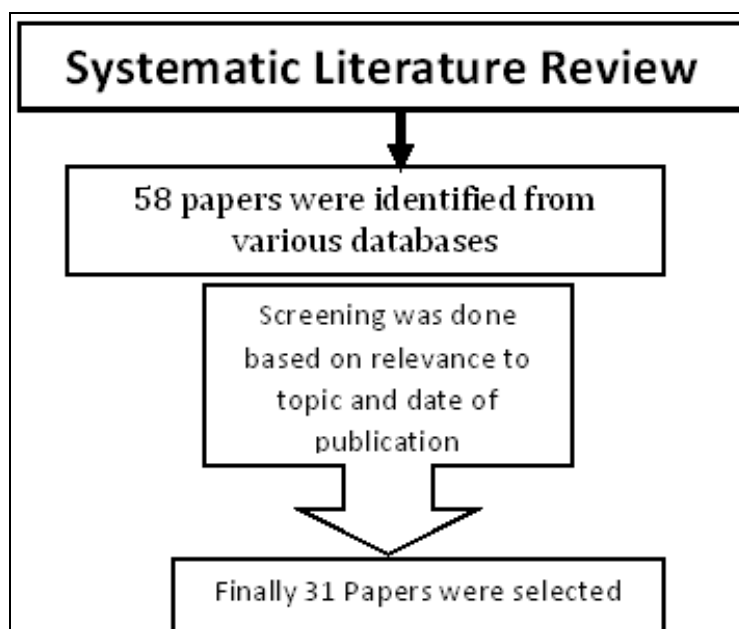 Systematic Literature Review
58 papers were identified from
various databases
Screening was done
based on relevance to
topic and date of
publication
Finally 31 Papers were selected